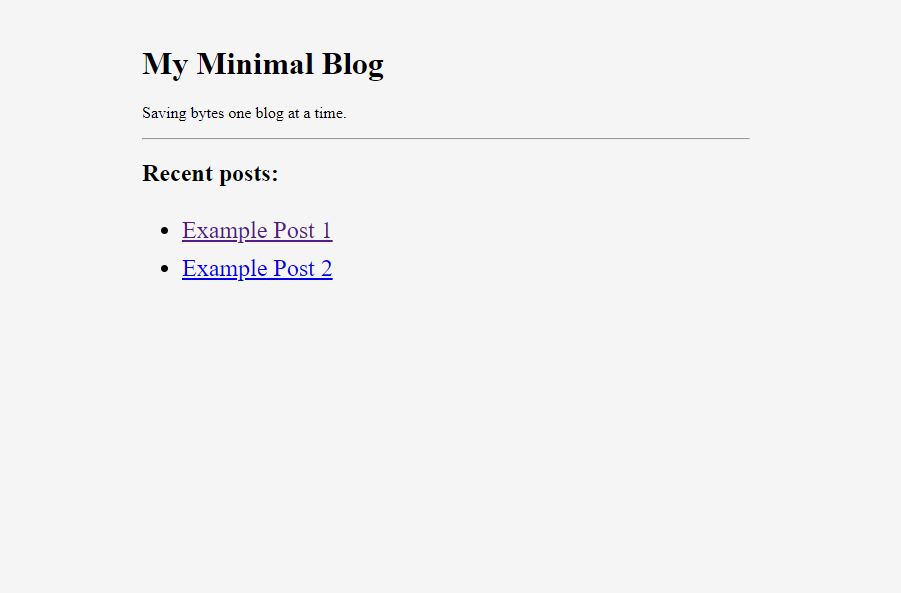 My Minimal Blog
Saving bytes one blog at a time.
Recent posts:
Example Post 1
Example Post 2